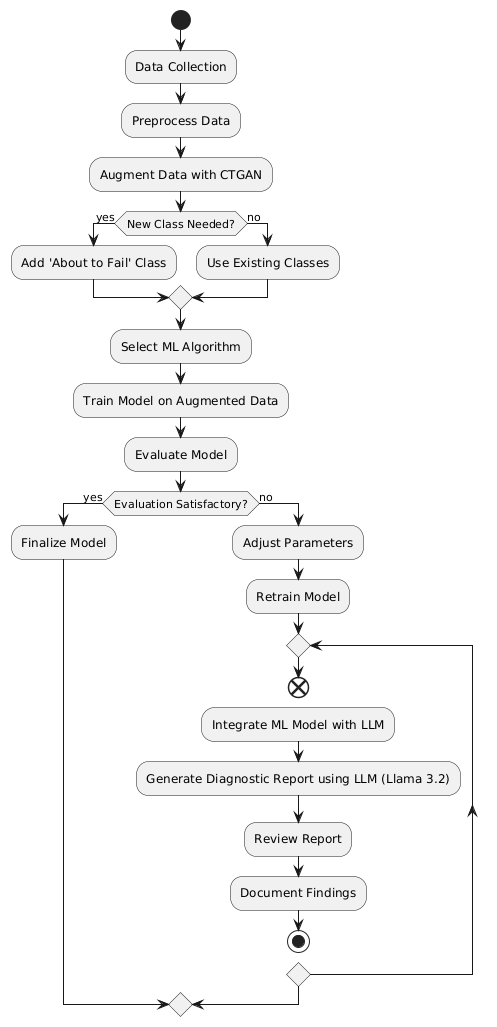 Data Collection
Preprocess Data
Augment Data with CTGAN
yes
New Class Needed?
no
Add 'About to Fail' Class
Use Existing Classes
Select ML Algorithm
Train Model on Augmented Data
Evaluate Model
yes
Evaluation Satisfactory?
no
Finalize Model
Adjust Parameters
Retrain Model
Integrate ML Model with LLM
Generate Diagnostic Report using LLM (Llama 3.2)
Review Report
Document Findings